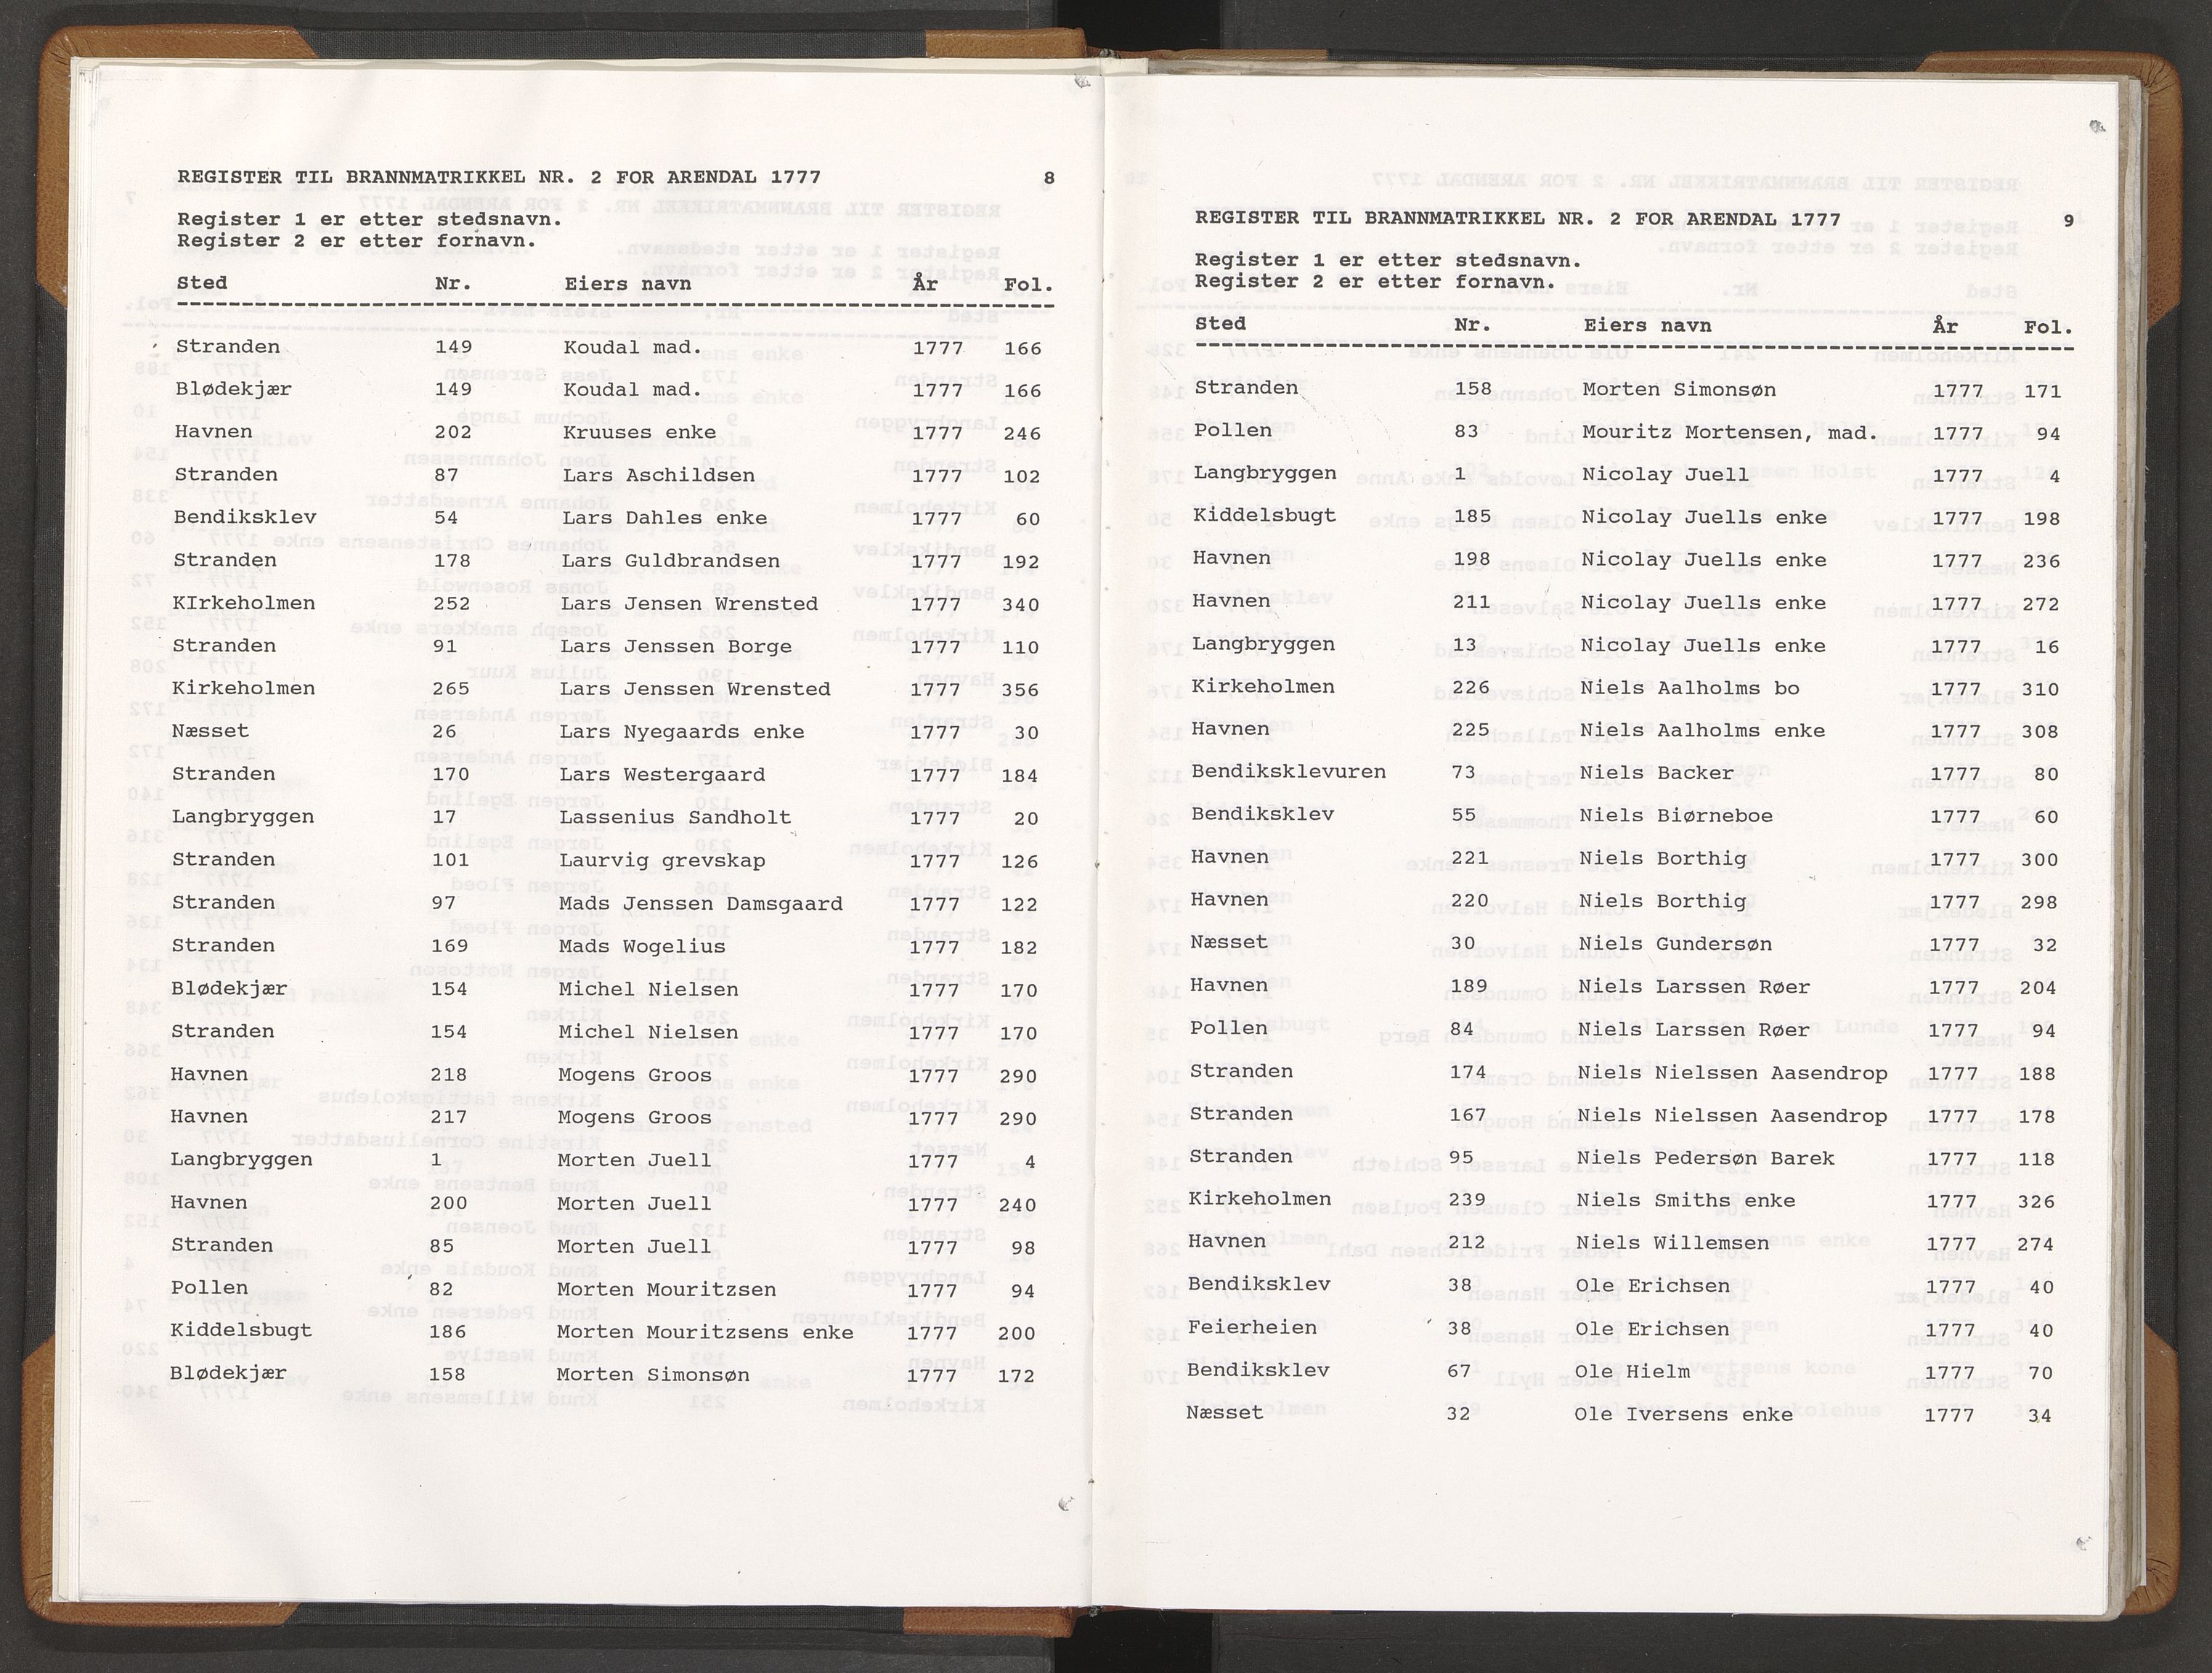 REGISTER TIL BRANNMATRIKKEL NR. 2 FOR ARENDAL 1777 8
Register 1 er etter stedsnavn.
Register 2 er etter fornavn.
Sted Nr. Eiers navn År Fol.
Stranden 149 Koudal mad. 1777 166
Blødekjær 149 Koudal mad. 1777 166
Havnen 202 Kruuses enke 1777 246
Stranden 87 Lars Aschildsen 1777 102
Bendiksklev 54 Lars Dahles enke 1777 60
Stranden 178 Lars Guldbrandsen 1777 192
KIrkeholmen 252 Lars Jensen Wrensted 1777 340
Stranden 91 Lars Jenssen Borge 1777 110
Kirkeholmen 265 Lars Jenssen Wrensted 1777 356
Næsset 26 Lars Nyegaards enke 1777 30
Stranden 170 Lars Westergaard 1777 184
Langbryggen 17 Lassenius Sandholt 1777 20
Stranden 101 Laurvig grevskap 1777 126
Stranden 97 Mads Jenssen Damsgaard 1777 122
Stranden 169 Mads Wogelius 1777 182
Blødekjær 154 Michel Nielsen 1777 170
Stranden 154 Michel Nielsen 1777 170
Havnen 218 Mogens Groos 1777 290
Havnen 217 Mogens Groos 1777 290
Langbryggen 1 Morten Juell 1777 4
Havnen 200 Morten Juell 1777 240
Stranden 85 Morten Juell 1777 98
Pollen 82 Morten Mouritzsen 1777 94
Kiddelsbugt 186 Morten Mouritzsens enke 1777 200
Blødekjær 158 Morten Simonsøn 1777 172
REGISTER TIL BRANNMATRIKKEL NR. 2 FOR ARENDAL 1777 9
Register 1 er etter stedsnavn.
Register 2 er etter fornavn.
Sted Nr. Eiers navn År Fol.
Stranden 158 Morten Simonsøn 1777 171
Pollen 83 Mouritz Mortensen, mad. 1777 94
Langbryggen 1 Nicolay Juell 1777 4
Kiddelsbugt 185 Nicolay Juells enke 1777 198
Havnen 198 Nicolay Juells enke 1777 236
Havnen 211 Nicolay Juells enke 1777 272
Langbryggen 13 Nicolay Juells enke 1777 16
Kirkeholmen 226 Niels Aalholms bo 1777 310
Havnen 225 Niels Aalholms enke 1777 308
Bendiksklevuren 73 Niels Backer 1777 80
Bendiksklev 55 Niels Biørneboe 1777 60
Havnen 221 Niels Borthig 1777 300
Havnen 220 Niels Borthig 1777 298
Næsset 30 Niels Gundersøn 1777 32
Havnen 189 Niels Larssen Røer 1777 204
Pollen 84 Niels Larssen Røer 1777 94
Stranden 174 Niels Nielssen Aasendrop 1777 188
Stranden 167 Niels Nielssen Aasendrop 1777 178
Stranden 95 Niels Pedersøn Barek 1777 118
Kirkeholmen 239 Niels Smiths enke 1777 326
Havnen 212 Niels Willemsen 1777 274
Bendiksklev 38 Ole Erichsen 1777 40
Feierheien 38 Ole Erichsen 1777 40
Bendiksklev 67 Ole Hielm 1777 70
Næsset 32 Ole Iversens enke 1777 34